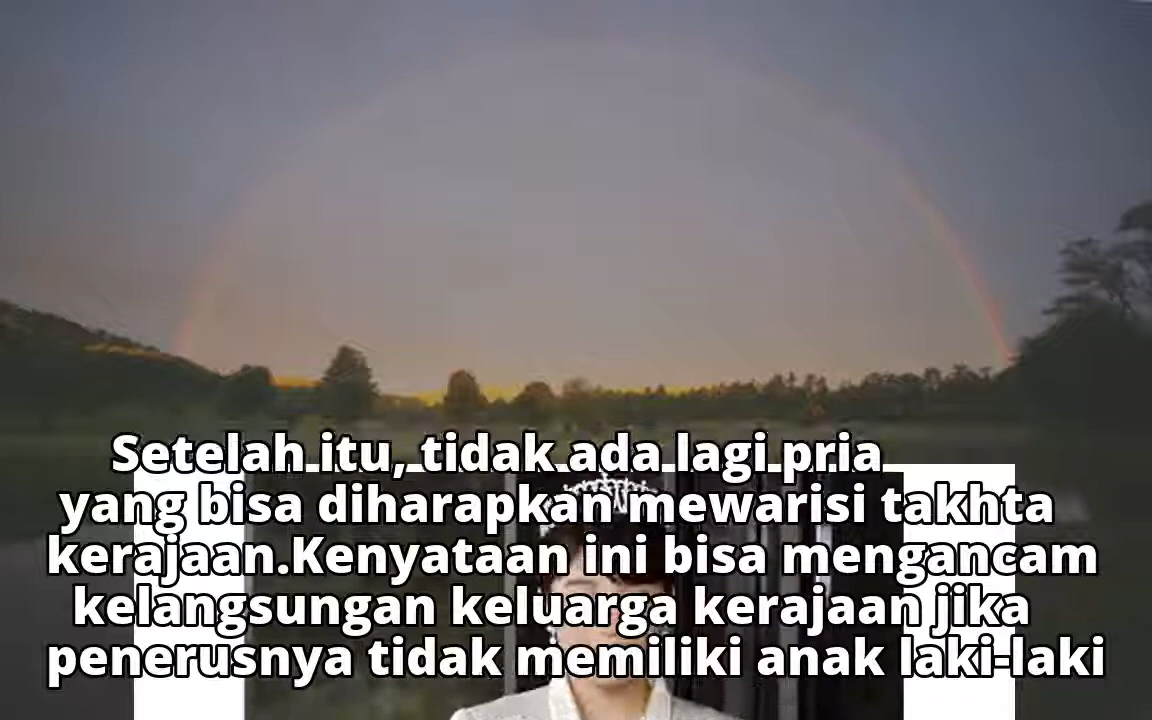 Setelah itu, tidak ada lagi pria
yang bisa diharapkan mewarisi takhta
kerajaan.Kenyataan ini bisa mengancam
kelangsungan keluarga kerajaan jika
penerusnya tidak memiliki anak laki-laki